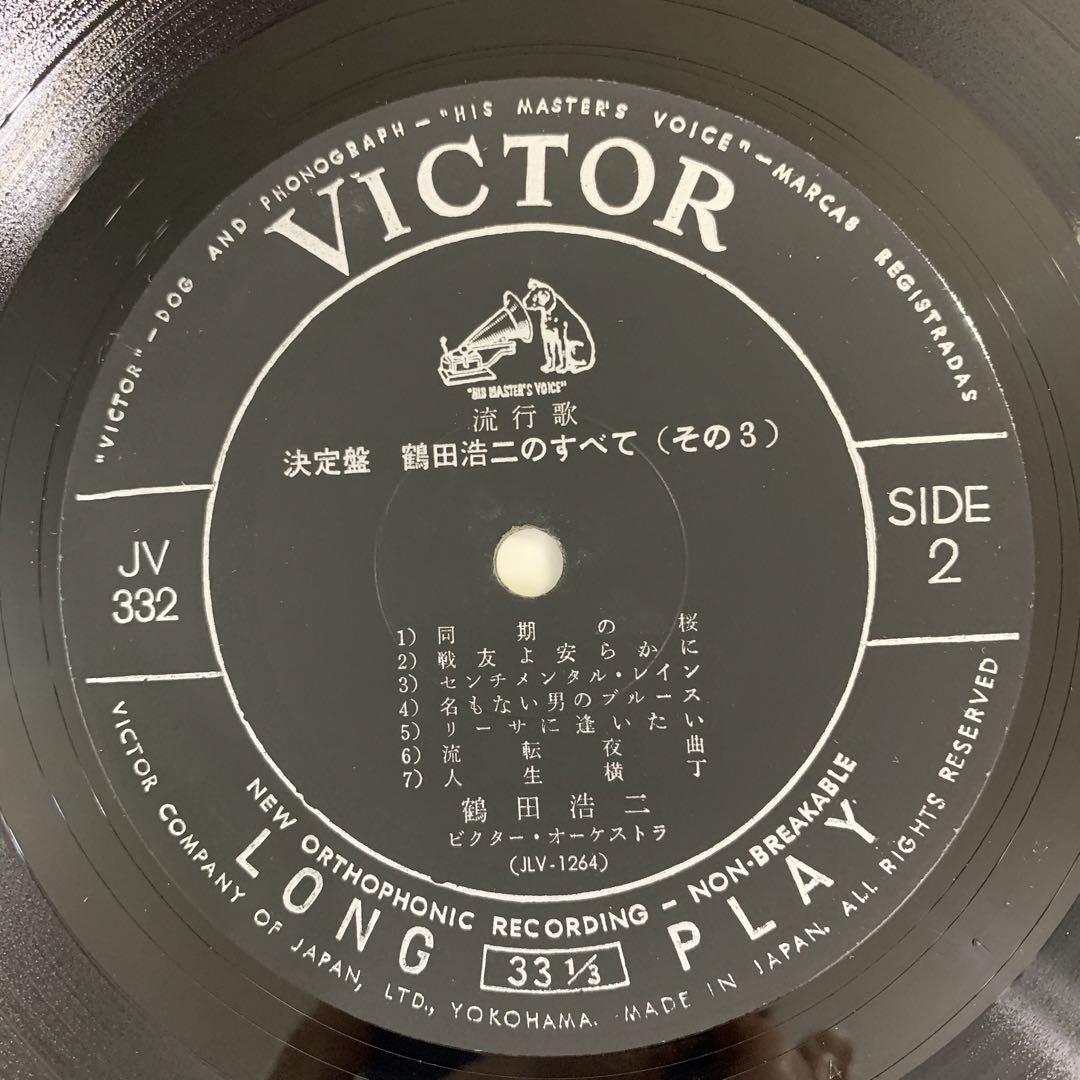 "VICTOR"—DOG AND PHONOGRAPH—"HIS MASTER'S VOICE"—MARCAS REGISTRADAS
VICTOR
"HIS MASTER'S VOICE"
流行歌
決定盤 鶴田浩二のすべて（その3）
JV
332
SIDE
2
1) 同期の桜
2) 戦友よ安らかに
3) センチメンタル・レイン
4) 名もない男のブルース
5) リーサに逢いたい
6) 流転夜曲
7) 人生横丁
鶴田浩二
ビクター・オーケストラ
(JLV-1264)
NEW ORTHOPHONIC RECORDING — NON-BREAKABLE
LONG PLAY
33 1/3
VICTOR COMPANY OF JAPAN, LTD., YOKOHAMA. MADE IN JAPAN. ALL RIGHTS RESERVED